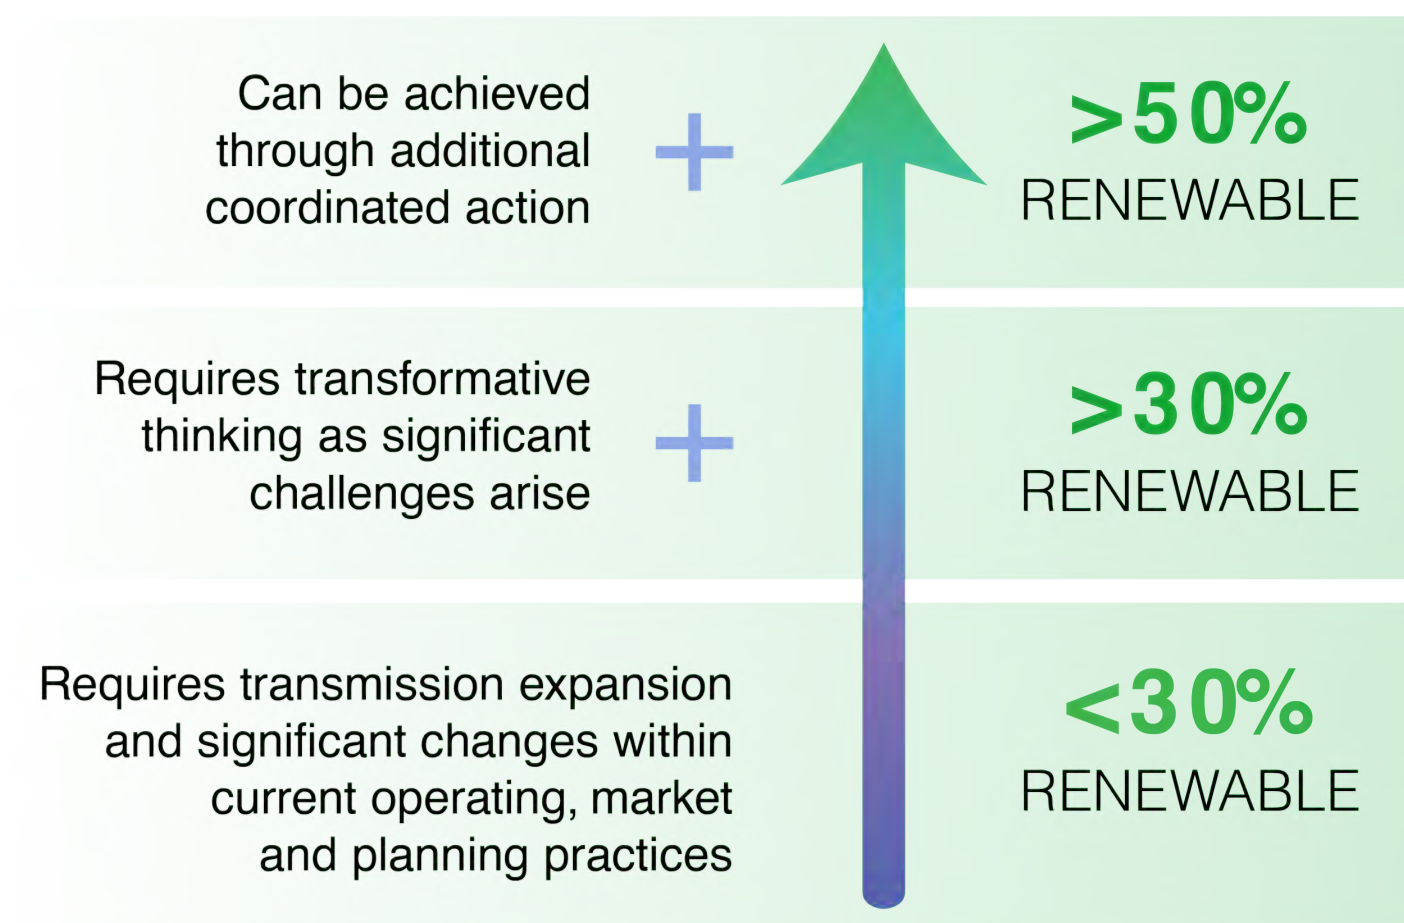 Can be achieved
through additional
coordinated action
+
>50%
RENEWABLE
Requires transformative
thinking as significant
challenges arise
+
>30%
RENEWABLE
Requires transmission expansion
and significant changes within
current operating, market
and planning practices
<30%
RENEWABLE